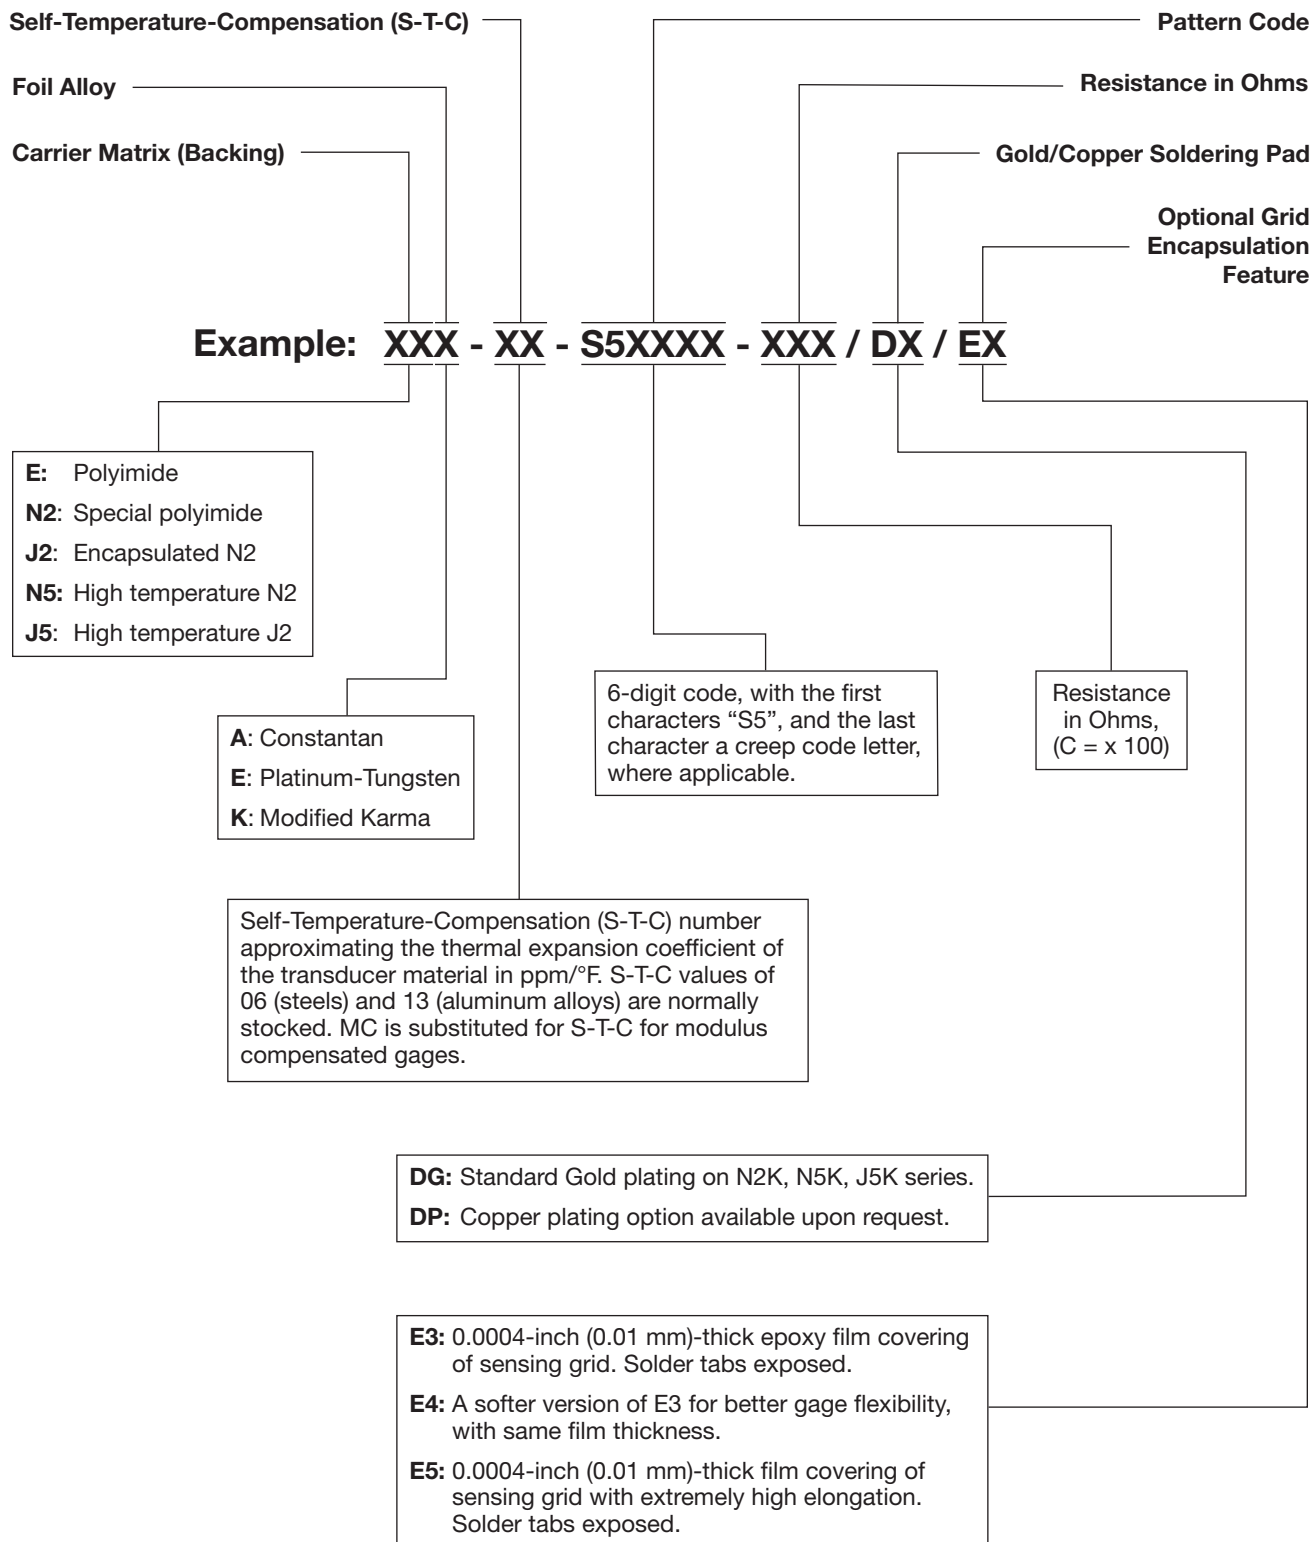 Self-Temperature-Compensation (S-T-C)
Pattern Code
Foil Alloy
Resistance in Ohms
Carrier Matrix (Backing)
Gold/Copper Soldering Pad
Optional Grid
Encapsulation
Feature
Example: XXX - XX - S5XXXX - XXX / DX / EX
E: Polyimide
N2: Special polyimide
J2: Encapsulated N2
N5: High temperature N2
J5: High temperature J2
A: Constantan
E: Platinum-Tungsten
K: Modified Karma
6-digit code, with the first
characters “S5”, and the last
character a creep code letter,
where applicable.
Resistance
in Ohms,
(C = x 100)
Self-Temperature-Compensation (S-T-C) number
approximating the thermal expansion coefficient of
the transducer material in ppm/°F. S-T-C values of
06 (steels) and 13 (aluminum alloys) are normally
stocked. MC is substituted for S-T-C for modulus
compensated gages.
DG: Standard Gold plating on N2K, N5K, J5K series.
DP: Copper plating option available upon request.
E3: 0.0004-inch (0.01 mm)-thick epoxy film covering
of sensing grid. Solder tabs exposed.
E4: A softer version of E3 for better gage flexibility,
with same film thickness.
E5: 0.0004-inch (0.01 mm)-thick film covering of
sensing grid with extremely high elongation.
Solder tabs exposed.